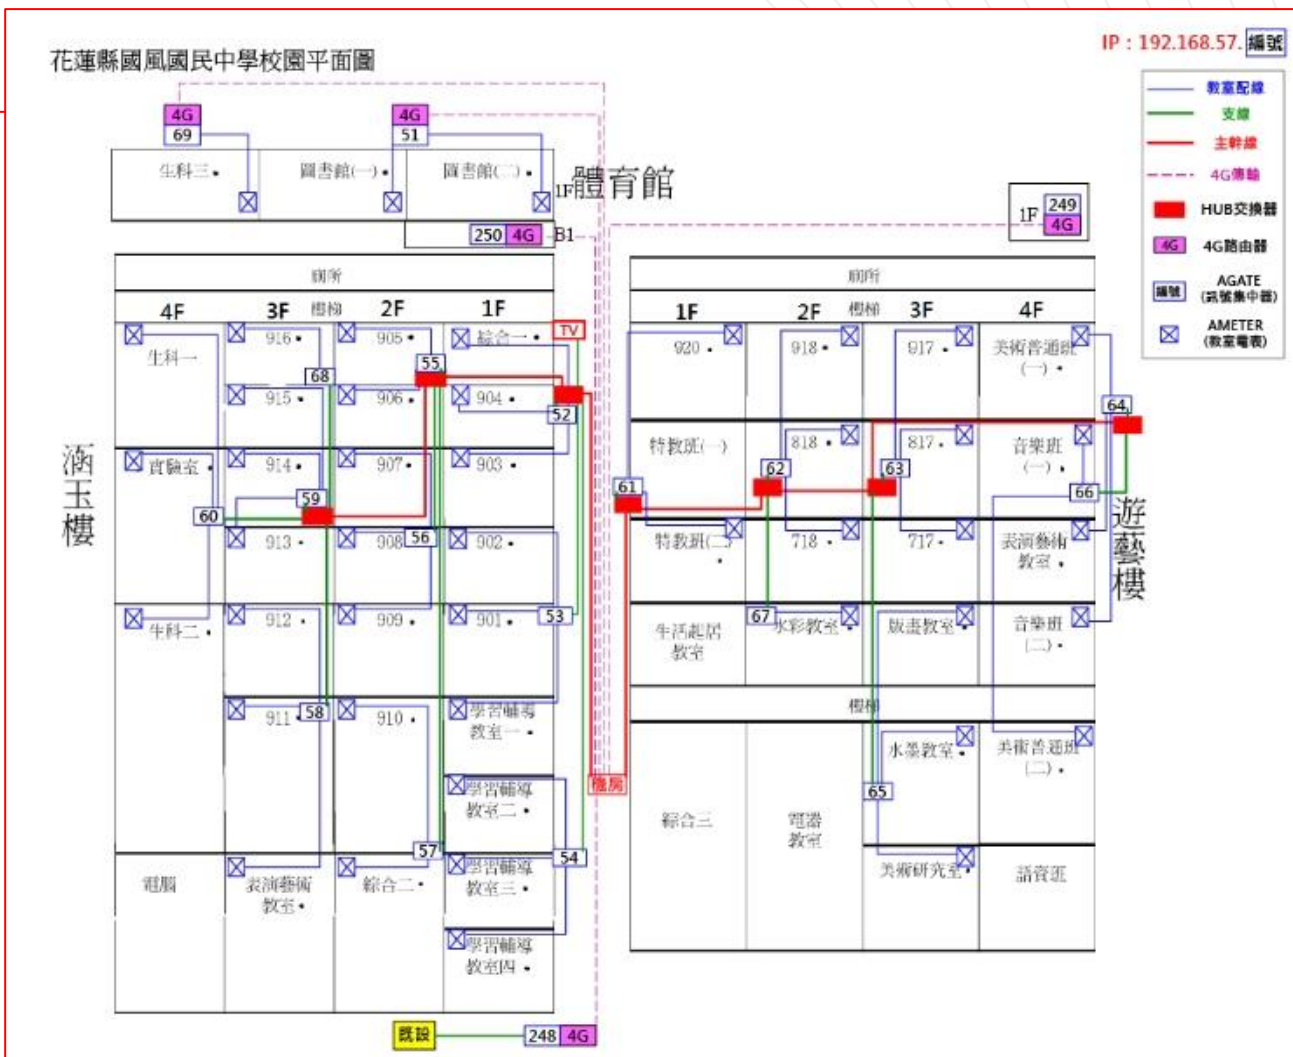 花蓮縣國風國民中學校園平面圖
IP：192.168.57. 編號
教室配線
支線
主幹線
4G傳輸
HUB交換器
4G 4G路由器
編號 AGATE
(訊號集中器)
AMETER
(教室電表)
4G
69
4G
51
生科三
圖書館(一)
圖書館(二)
1F
體育館
250 4G B1
1F 249
4G
廁所
4F 3F 樓梯 2F 1F
TV
生科一
916
905
綜合一
68
55
915
906
904
52
涵玉樓
實驗室
914
907
903
59
60
913
908
56
902
生科二
912
909
901
53
911
58
910
學習輔導
教室一
學習輔導
教室二
57
54
電腦
表演藝術
教室
綜合二
學習輔導
教室三
學習輔導
教室四
機房
既設
248 4G
廁所
1F 2F 樓梯 3F 4F
920
918
917
美術普通班
(一)
64
特教班(一)
818
817
音樂班
(一)
61
62
63
66
特教班(二)
718
717
表演藝術
教室
遊藝樓
67
生活起居
教室
水彩教室
版畫教室
音樂班
(二)
樓梯
水墨教室
美術普通班
(二)
65
綜合三
電器
教室
美術研究室
語資班